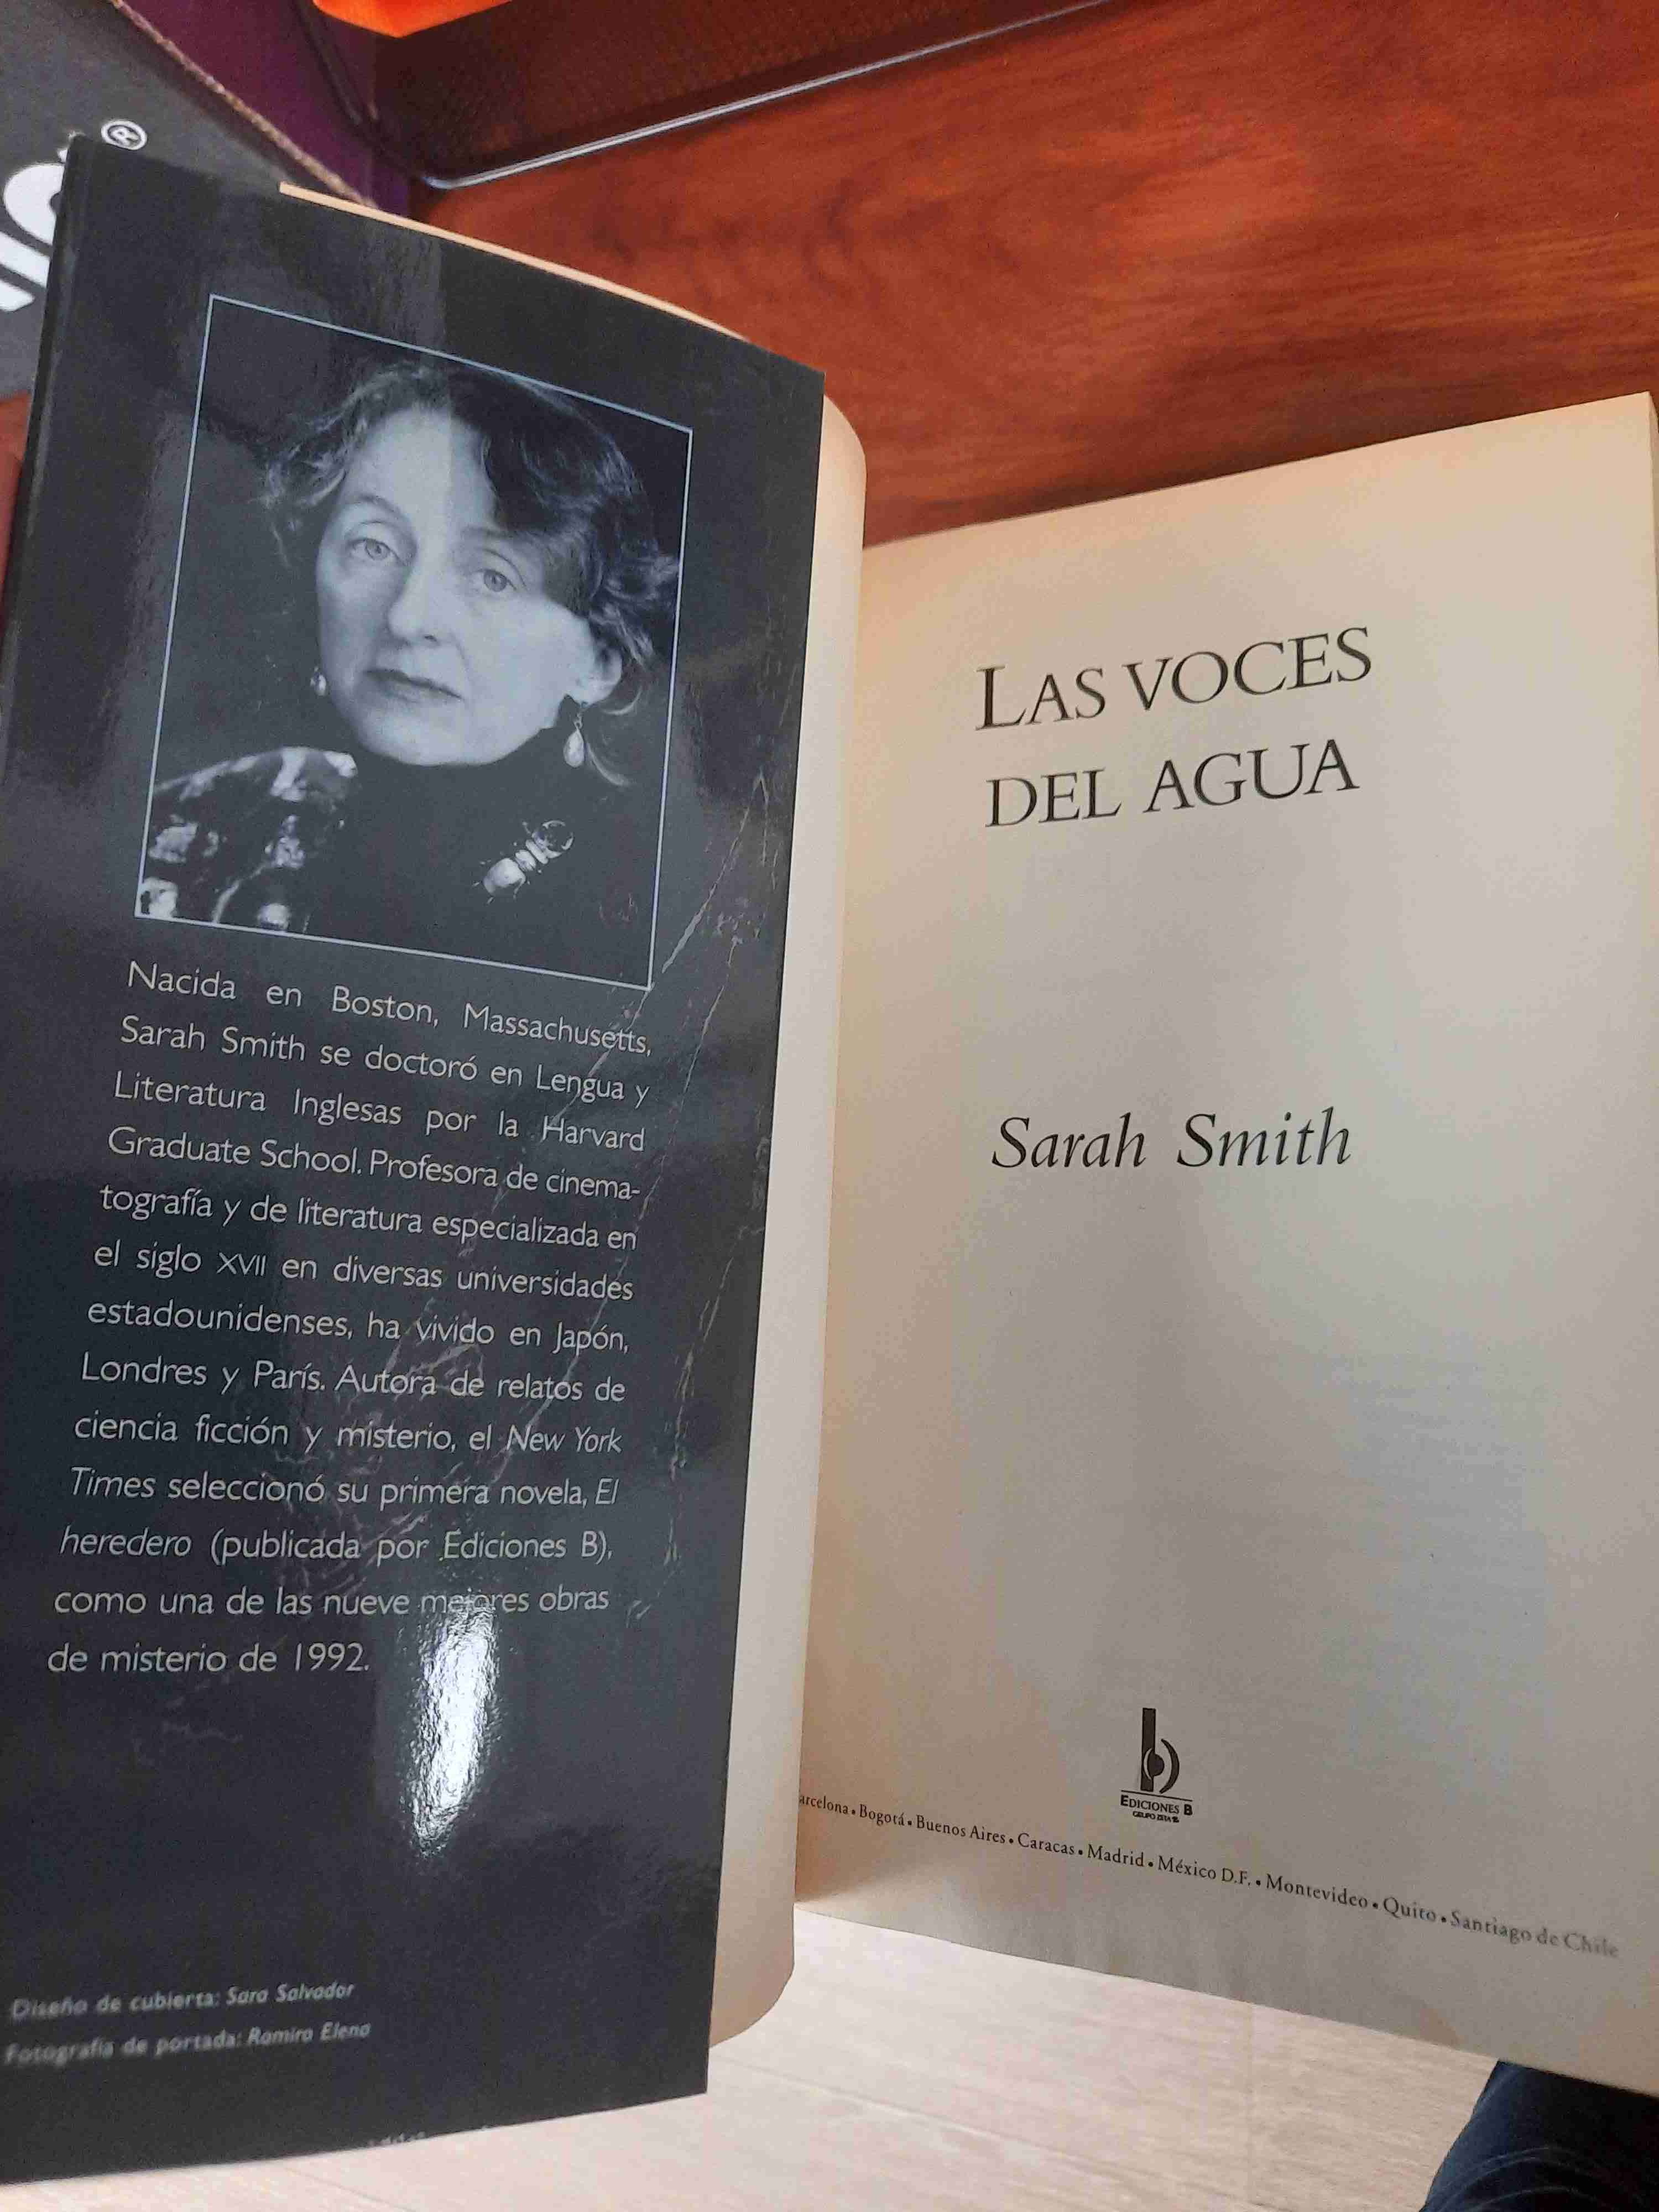 ®
Nacida en Boston, Massachusetts,
Sarah Smith se doctoró en Lengua y
Literatura Inglesas por la Harvard
Graduate School. Profesora de cinema-
tografía y de literatura especializada en
el siglo XVII en diversas universidades
estadounidenses, ha vivido en Japón,
Londres y París. Autora de relatos de
ciencia ficción y misterio, el New York
Times seleccionó su primera novela, El
heredero (publicada por Ediciones B),
como una de las nueve mejores obras
de misterio de 1992.
Diseño de cubierta: Sara Salvador
Fotografía de portada: Romiro Elena
LAS VOCES
DEL AGUA
Sarah Smith
b
EDICIONES B
GRUPO ZETA
arcelona • Bogotá • Buenos Aires • Caracas • Madrid • México D.F. • Montevideo • Quito • Santiago de Chile